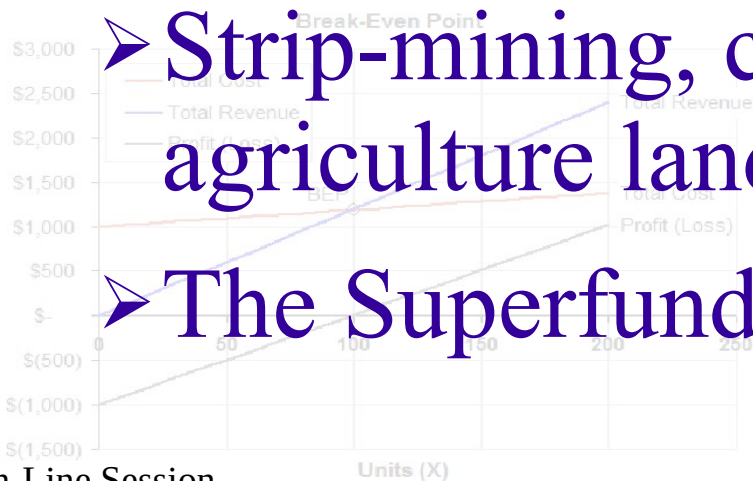 Break-Even Point
➢Strip-mining, c
agriculture land
➢The Superfund
$3,000
$2,500
$2,000
$1,500
$1,000
$500
$-
$(500)
$(1,000)
$(1,500)
Total Cost
Total Revenue
Profit (Loss)
BEP
Total Revenue
Total Cost
Profit (Loss)
0 50 100 150 200 250
Units (X)
Line Session